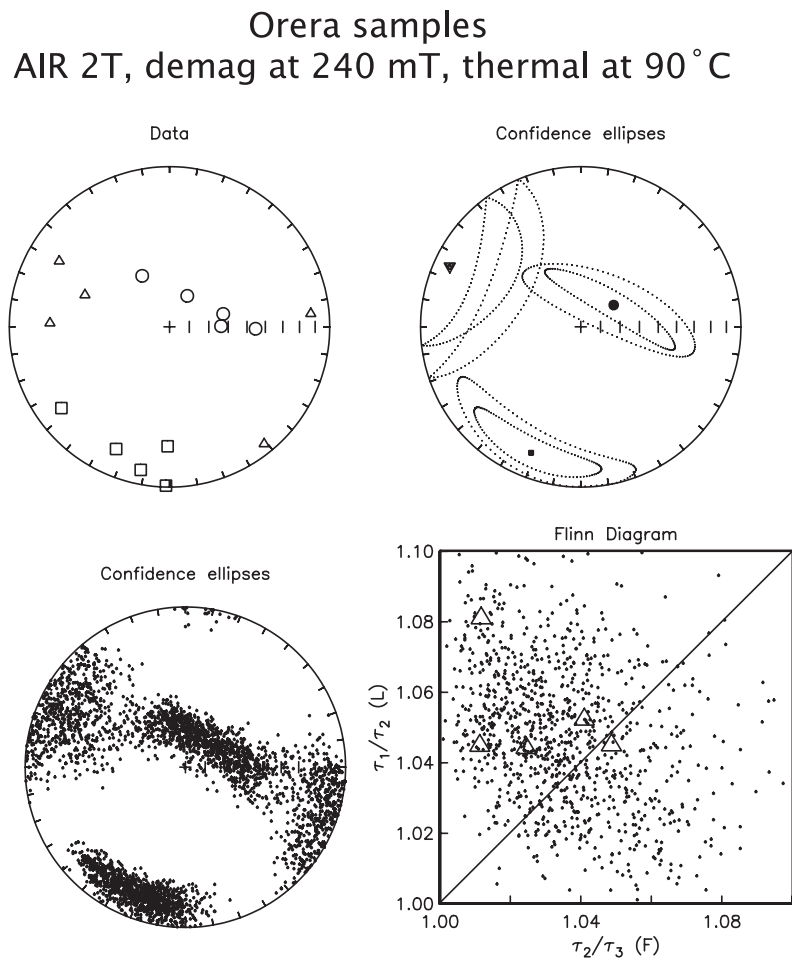 Orera samples
AIR 2T, demag at 240 mT, thermal at 90˚C
Data
Confidence ellipses
Confidence ellipses
Flinn Diagram
1.10
1.08
1.06
1.04
1.02
1.00
τ1/τ2 (L)
1.00
1.04
1.08
τ2/τ3 (F)